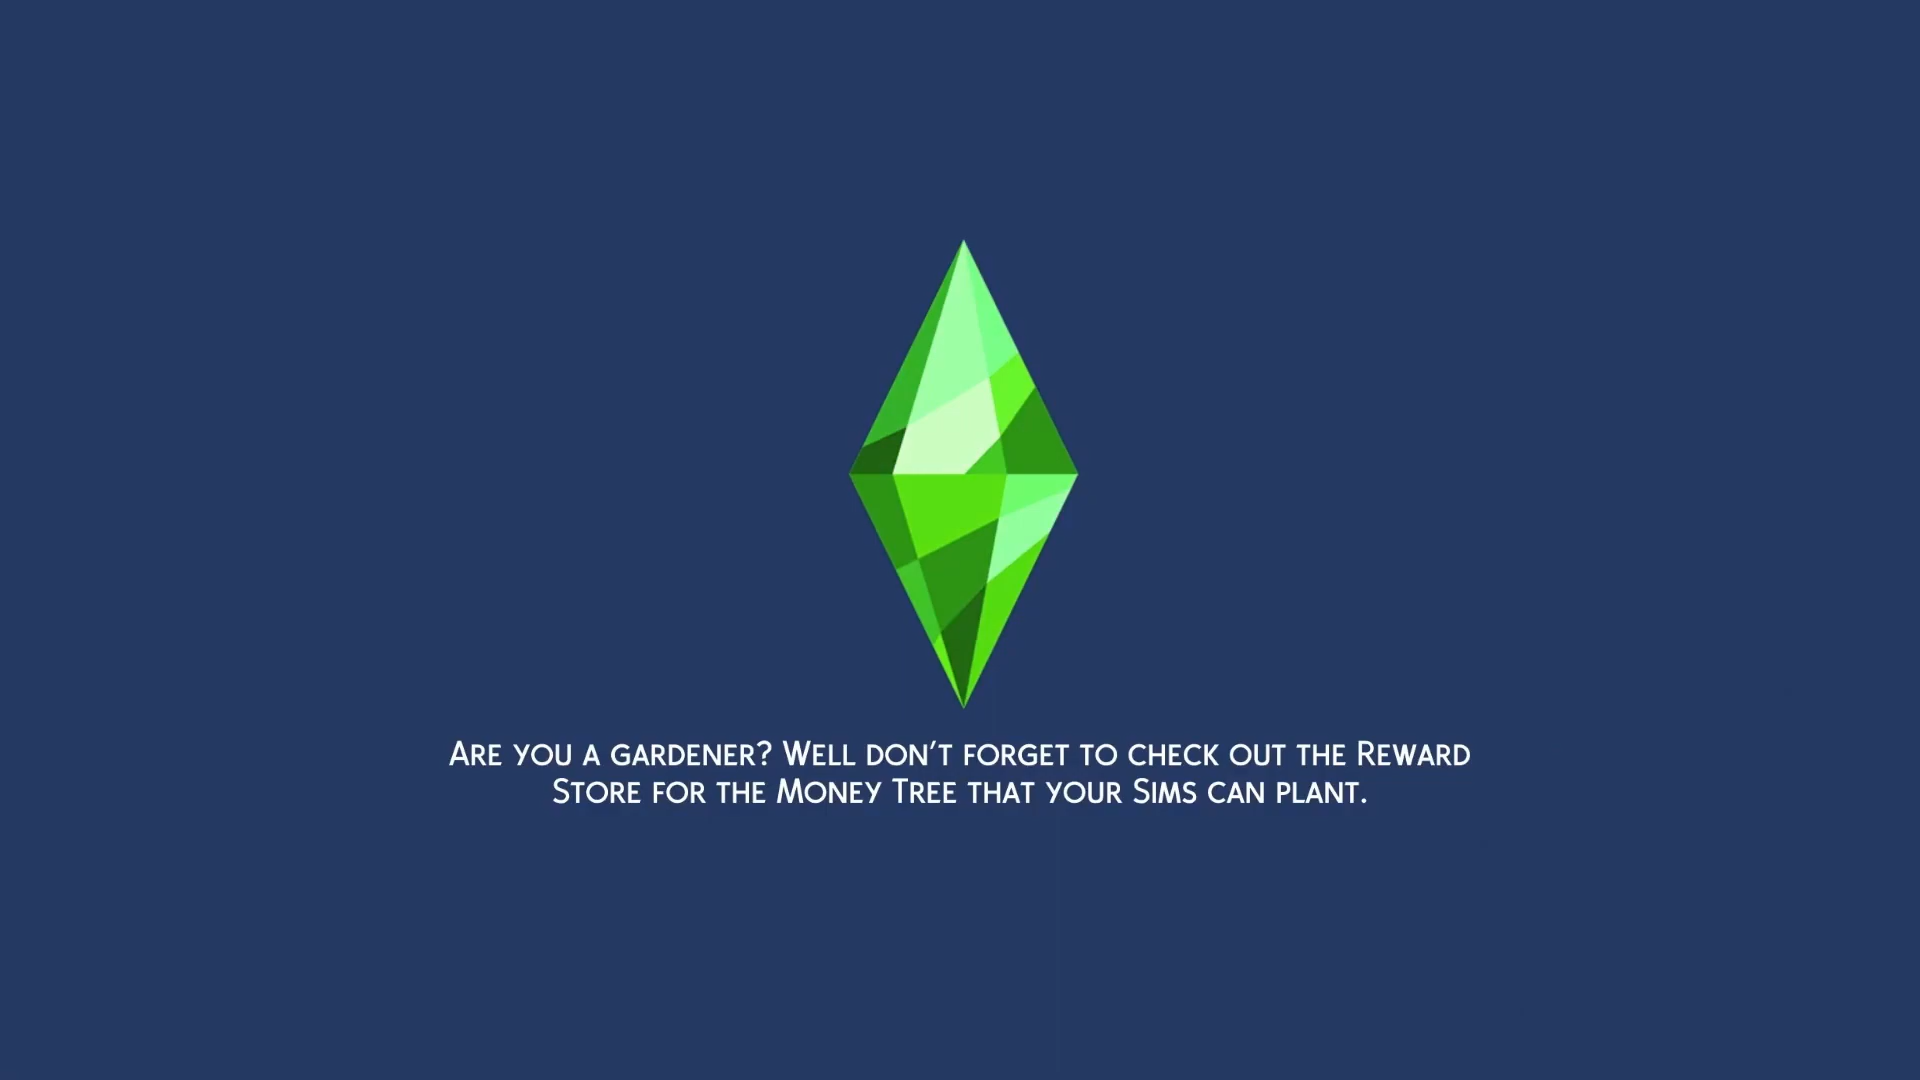 Are you a gardener? Well don't forget to check out the Reward
Store for the Money Tree that your Sims can plant.